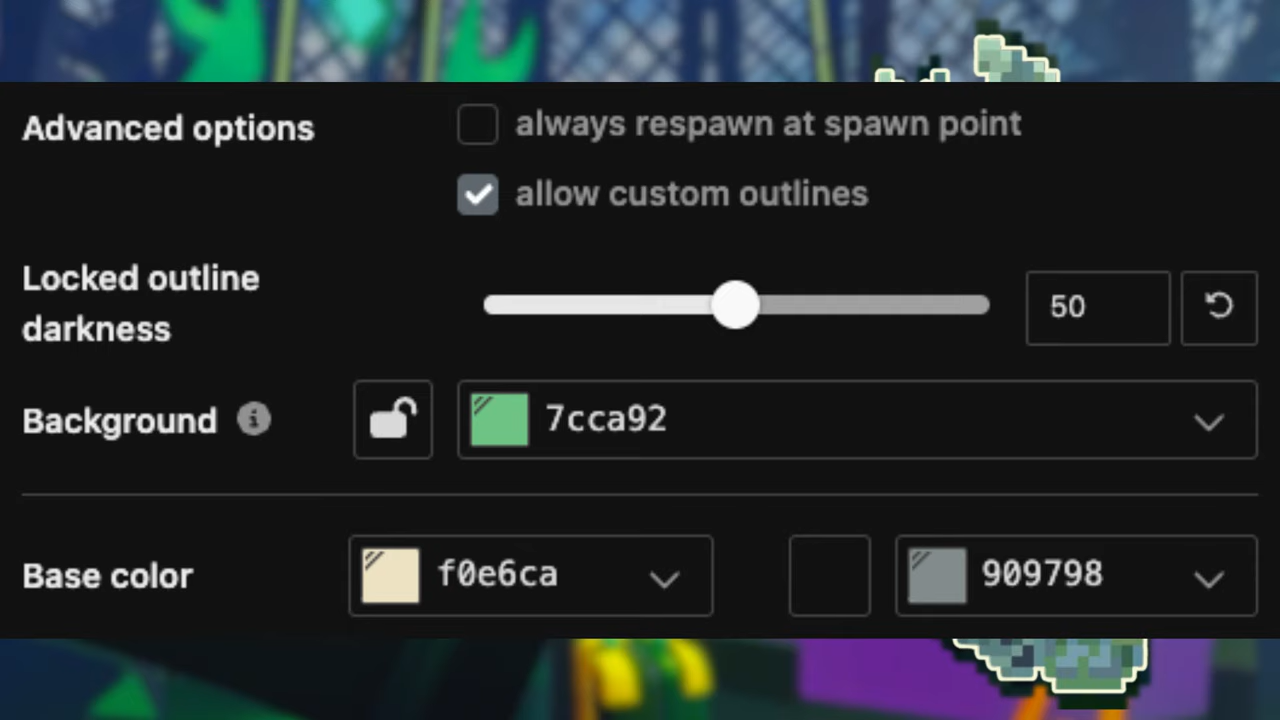 Advanced options
always respawn at spawn point
allow custom outlines
Locked outline
darkness
50
Background
7cca92
Base color
f0e6ca
909798